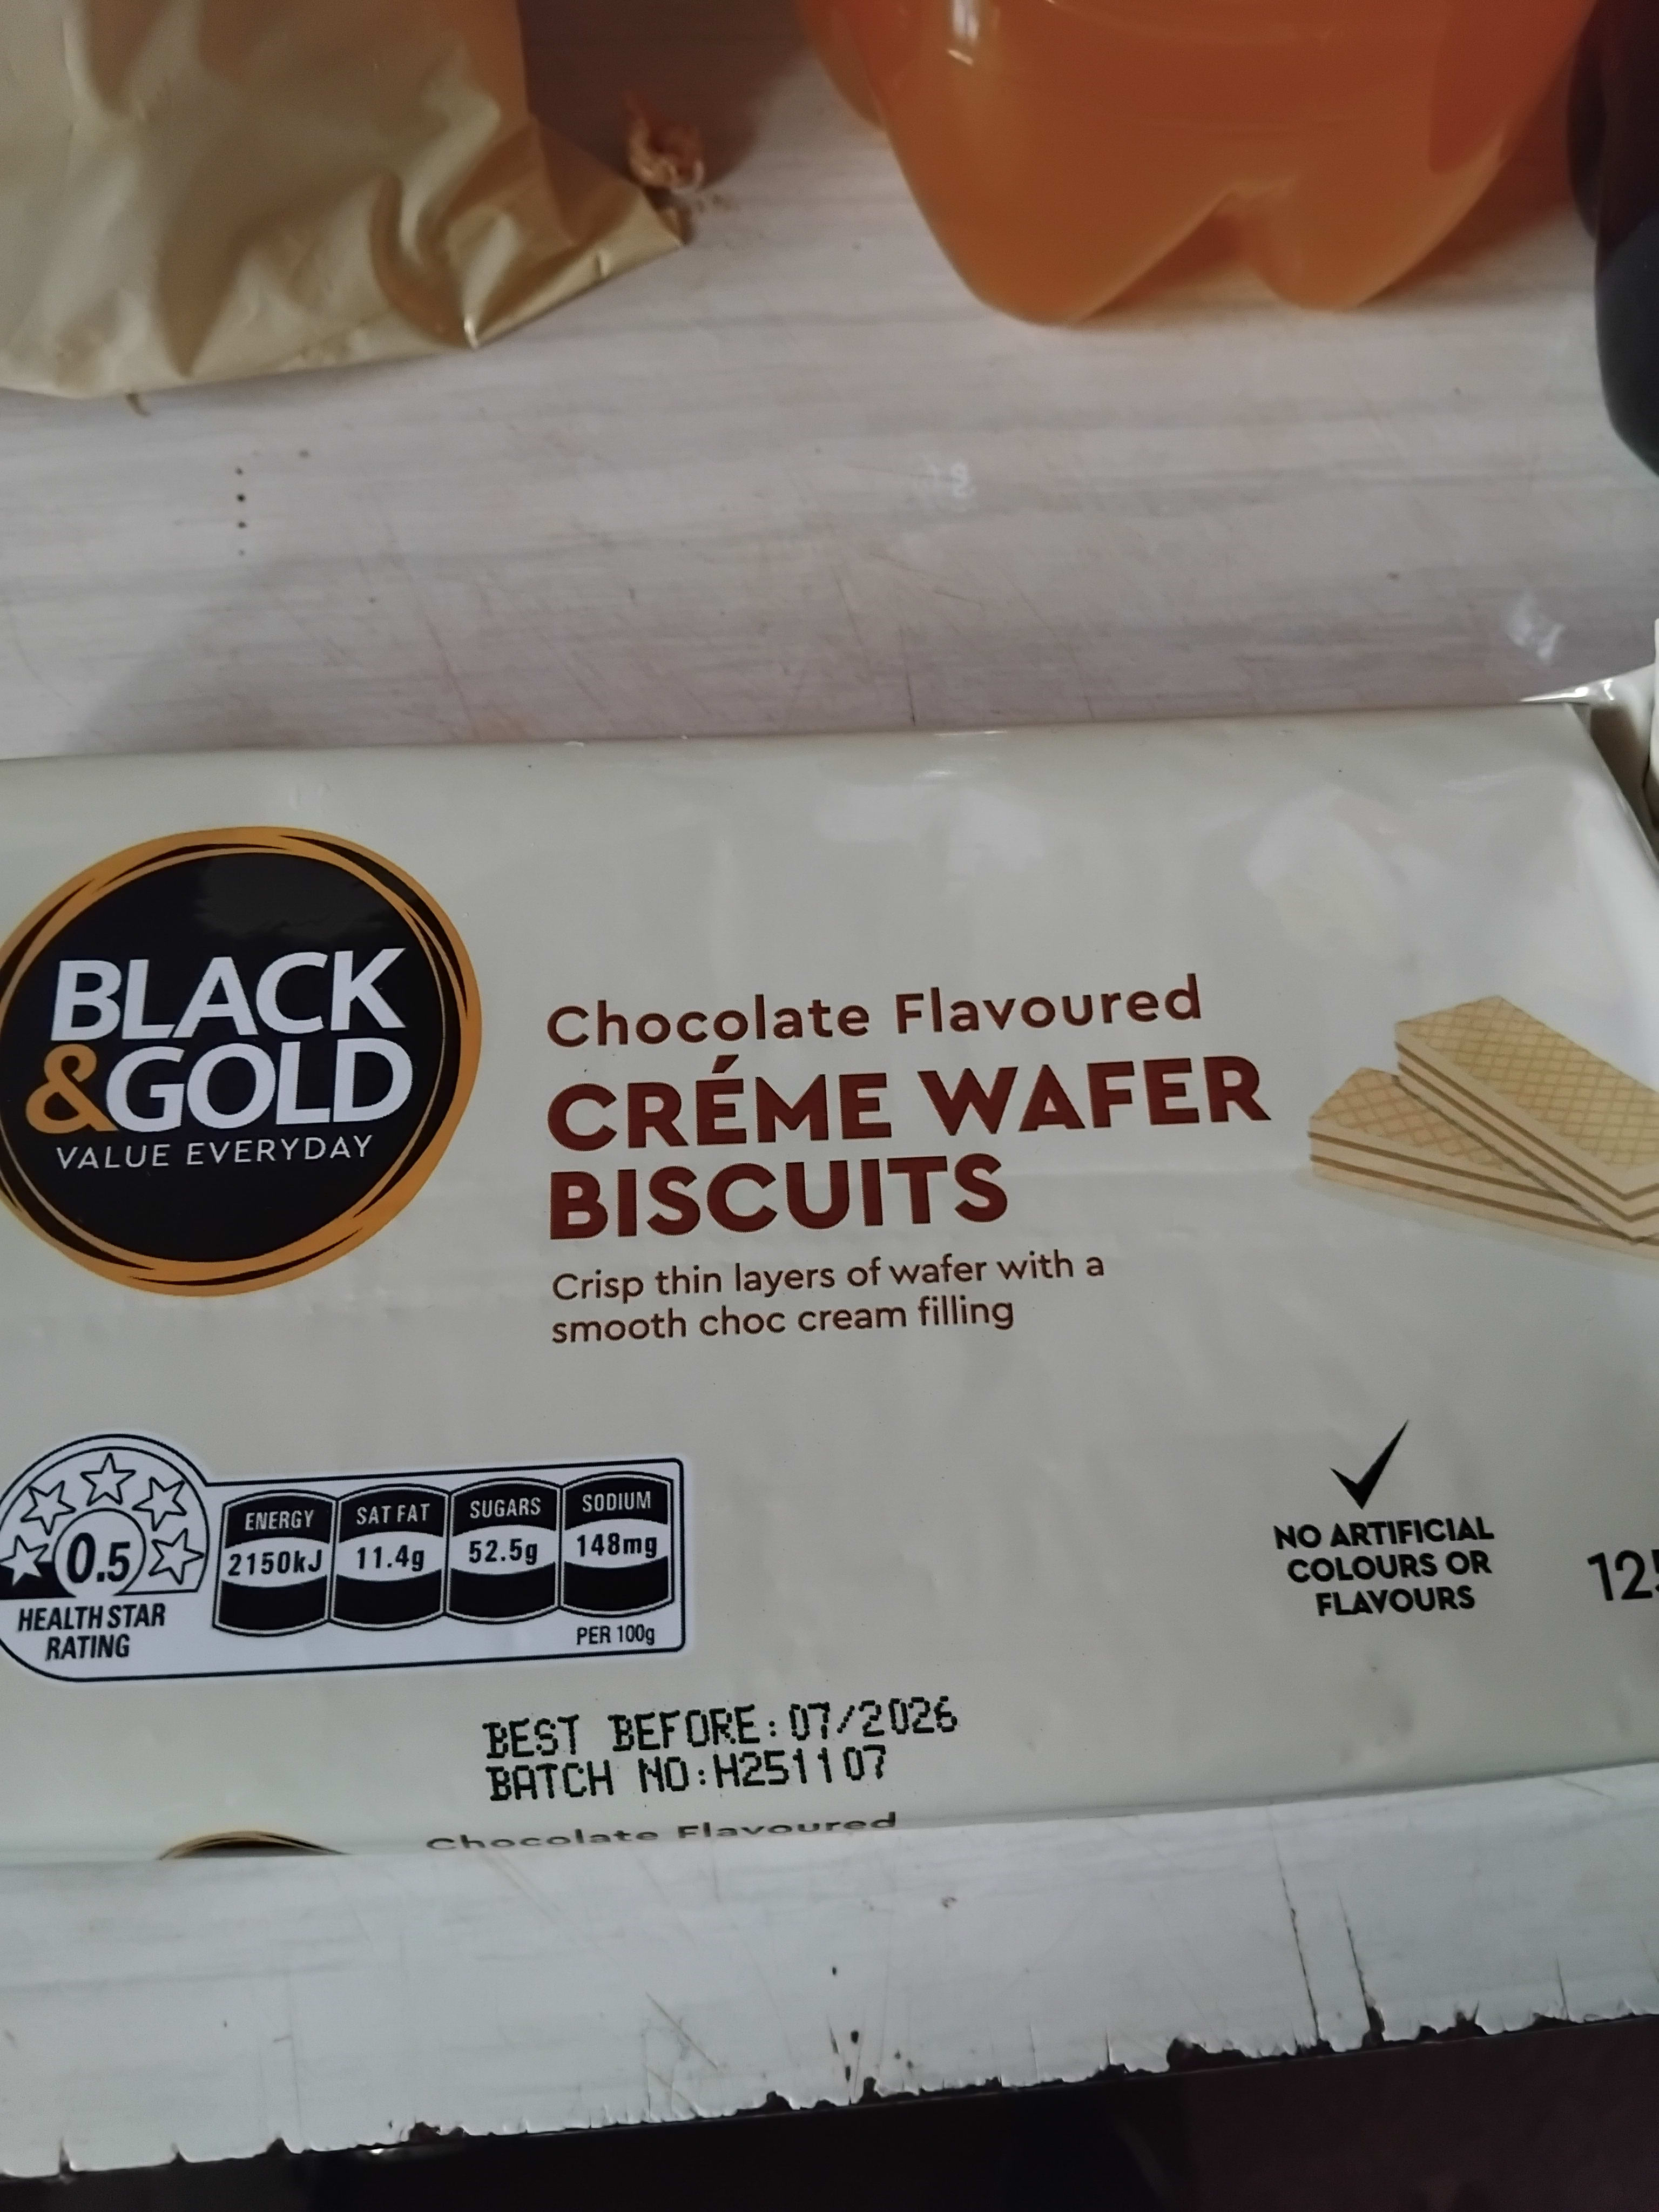 BLACK
&GOLD
VALUE EVERYDAY
Chocolate Flavoured
CRÉME WAFER
BISCUITS
Crisp thin layers of wafer with a
smooth choc cream filling
0.5
HEALTH STAR
RATING
ENERGY
2150kJ
SAT FAT
11.4g
SUGARS
52.5g
SODIUM
148mg
PER 100g
NO ARTIFICIAL
COLOURS OR
FLAVOURS
BEST BEFORE:07/2026
BATCH NO:H251107
Chocolate Flavoured